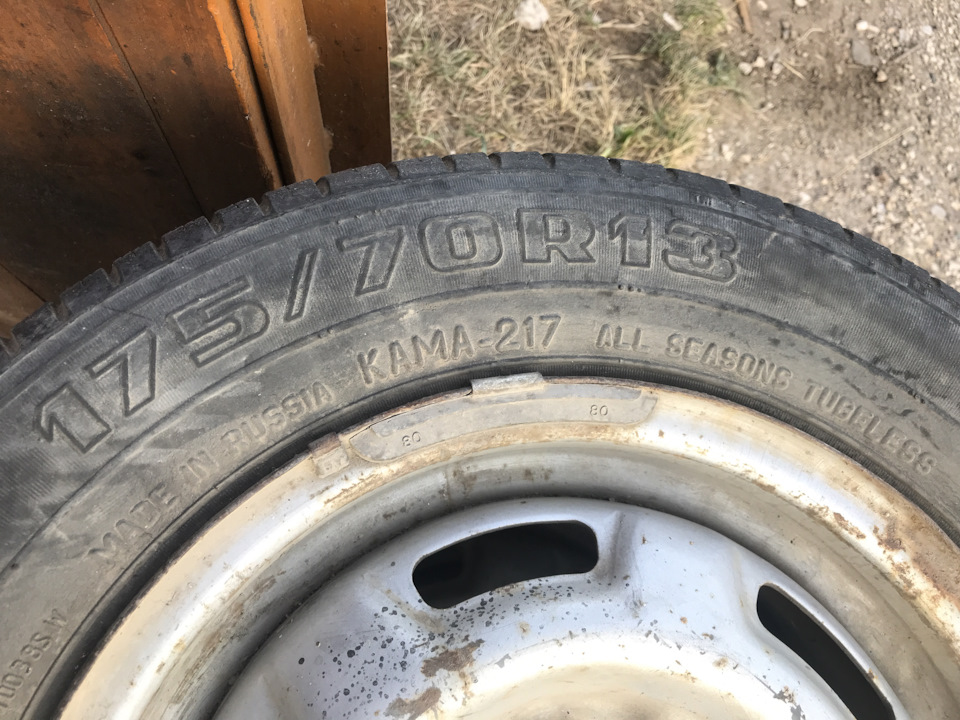 175/70R13
MADE IN RUSSIA KAMA-217 ALL SEASONS TUBELESS
80 80